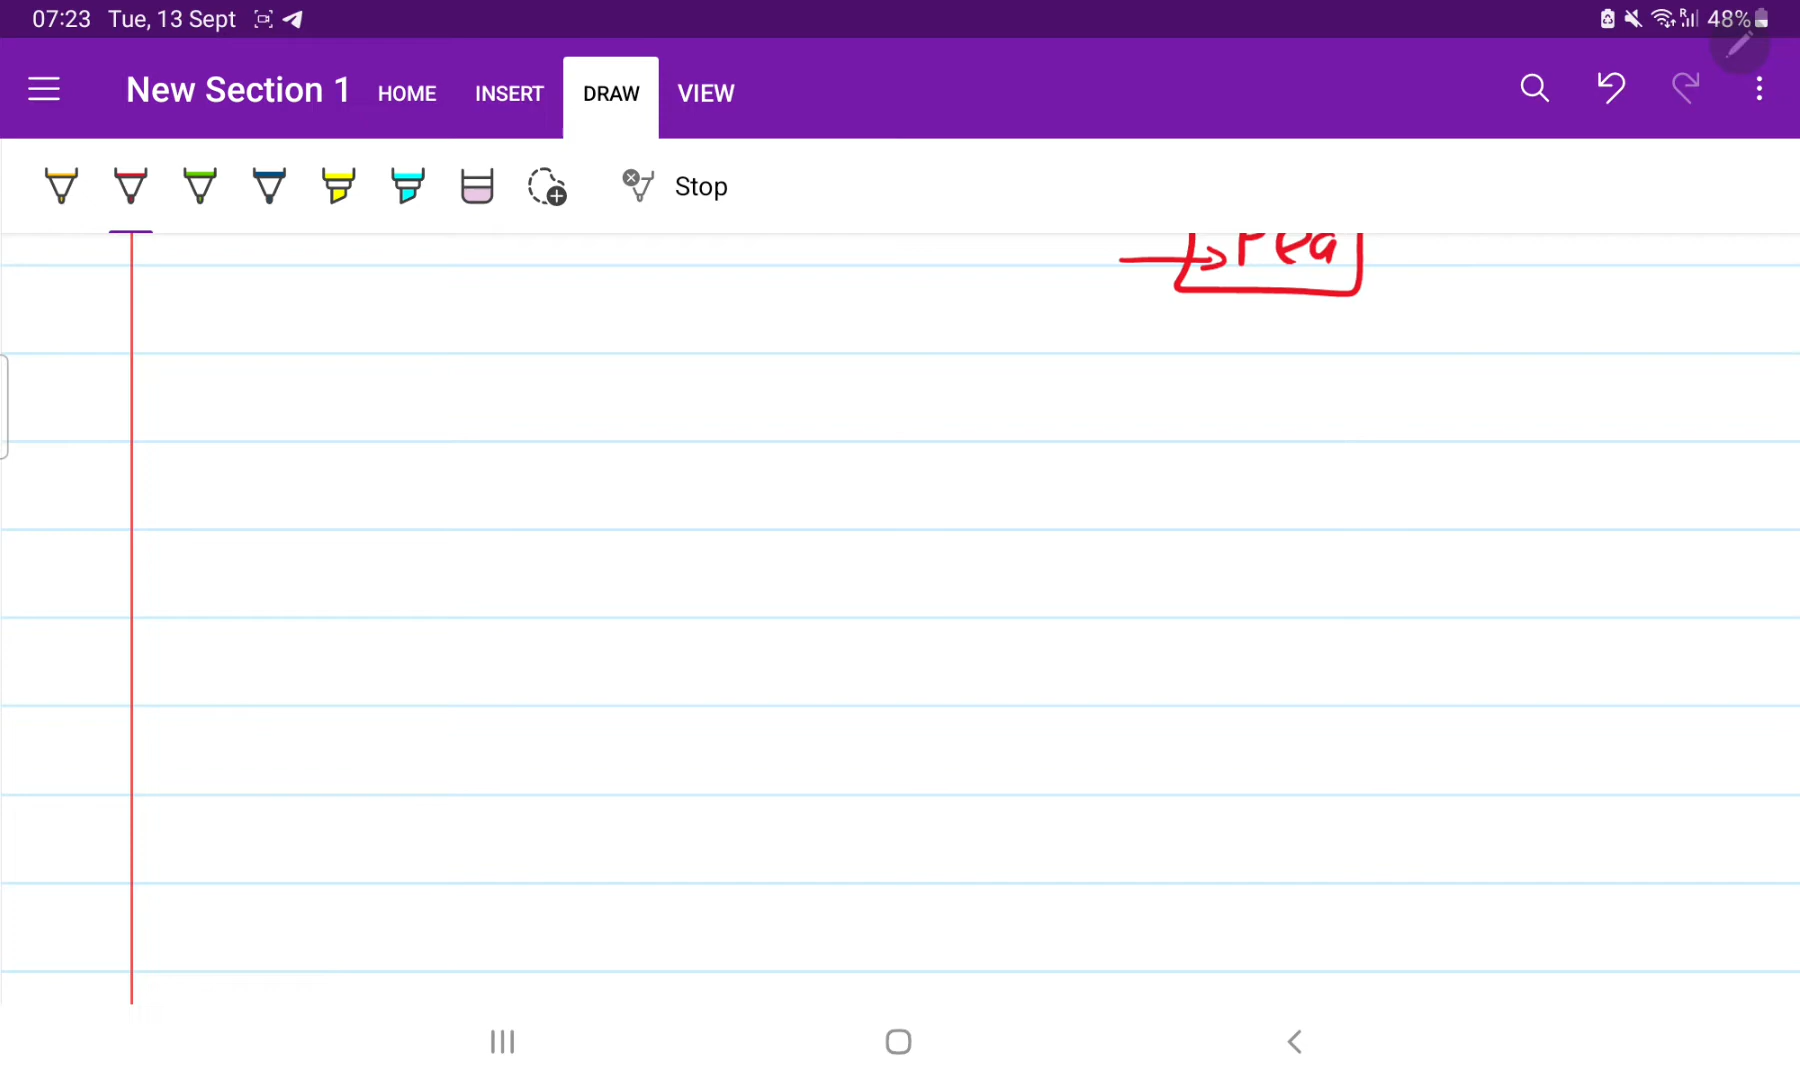 07:23 Tue, 13 Sept 48%
New Section 1 HOME INSERT DRAW VIEW
Stop